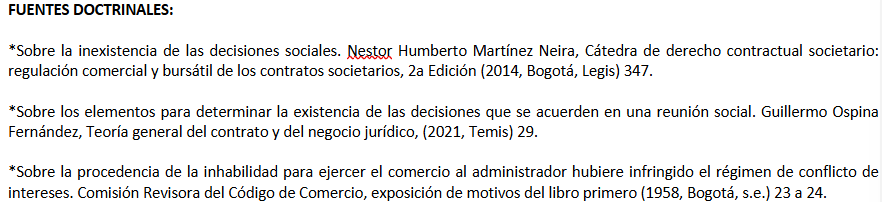 FUENTES DOCTRINALES:
*Sobre la inexistencia de las decisiones sociales. Nestor Humberto Martínez Neira, Cátedra de derecho contractual societario:
regulación comercial y bursátil de los contratos societarios, 2a Edición (2014, Bogotá, Legis) 347.
*Sobre los elementos para determinar la existencia de las decisiones que se acuerden en una reunión social. Guillermo Ospina
Fernández, Teoría general del contrato y del negocio jurídico, (2021, Temis) 29.
*Sobre la procedencia de la inhabilidad para ejercer el comercio al administrador hubiere infringido el régimen de conflicto de
intereses. Comisión Revisora del Código de Comercio, exposición de motivos del libro primero (1958, Bogotá, s.e.) 23 a 24.